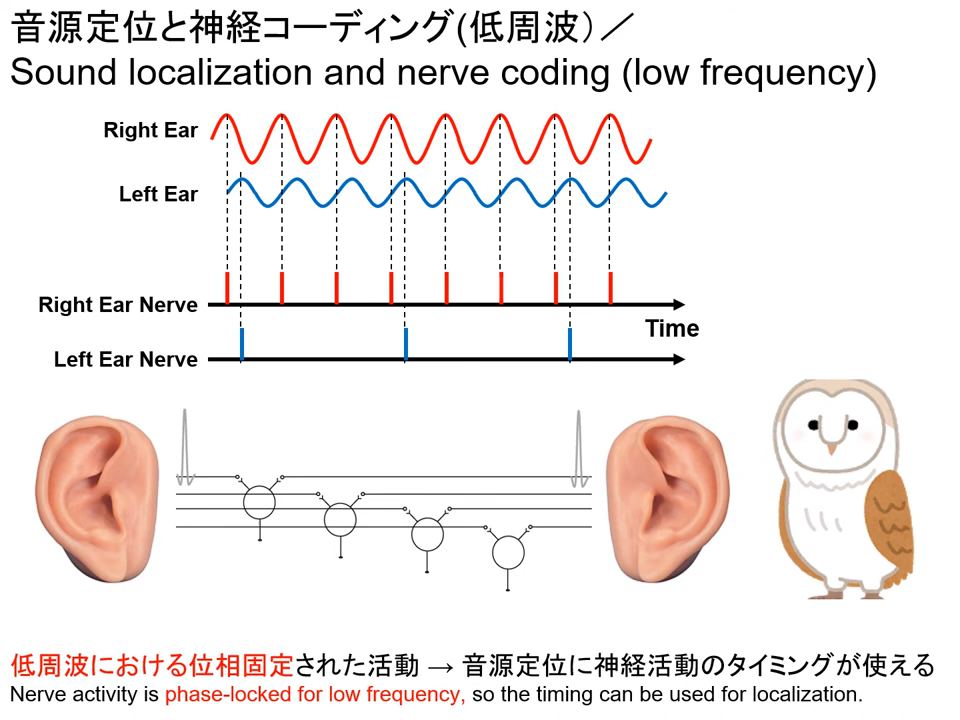 音源定位と神経コーディング(低周波）／
Sound localization and nerve coding (low frequency)
Right Ear
Left Ear
Right Ear Nerve
Time
Left Ear Nerve
低周波における位相固定された活動 → 音源定位に神経活動のタイミングが使える
Nerve activity is phase-locked for low frequency, so the timing can be used for localization.